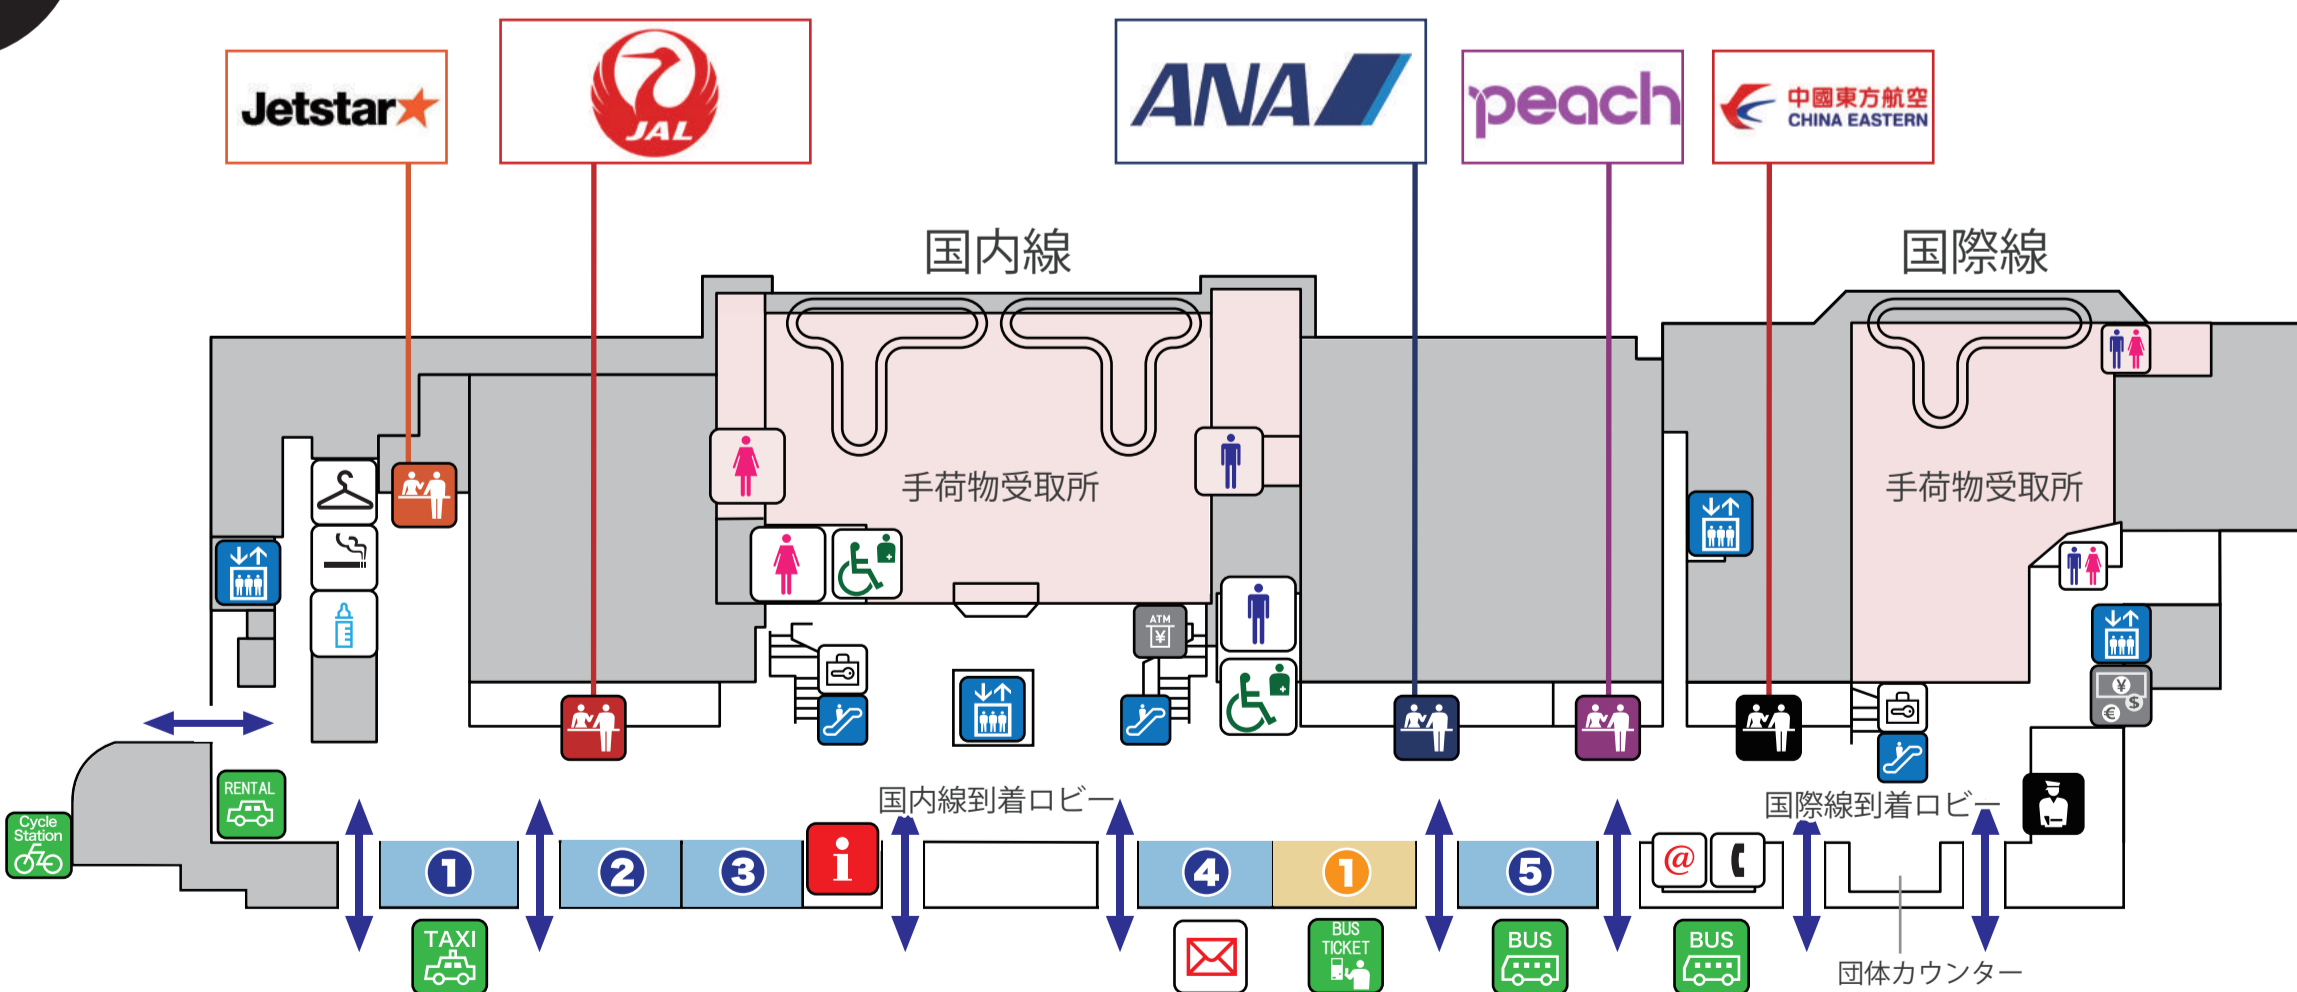 Jetstar
JAL
ANA
peach
中國東方航空
CHINA EASTERN
国内線
国際線
手荷物受取所
手荷物受取所
ATM
¥
¥
$
€
RENTAL
国内線到着ロビー
国際線到着ロビー
Cycle
Station
1
2
3
i
4
1
5
@
TAXI
BUS
TICKET
BUS
BUS
団体カウンター